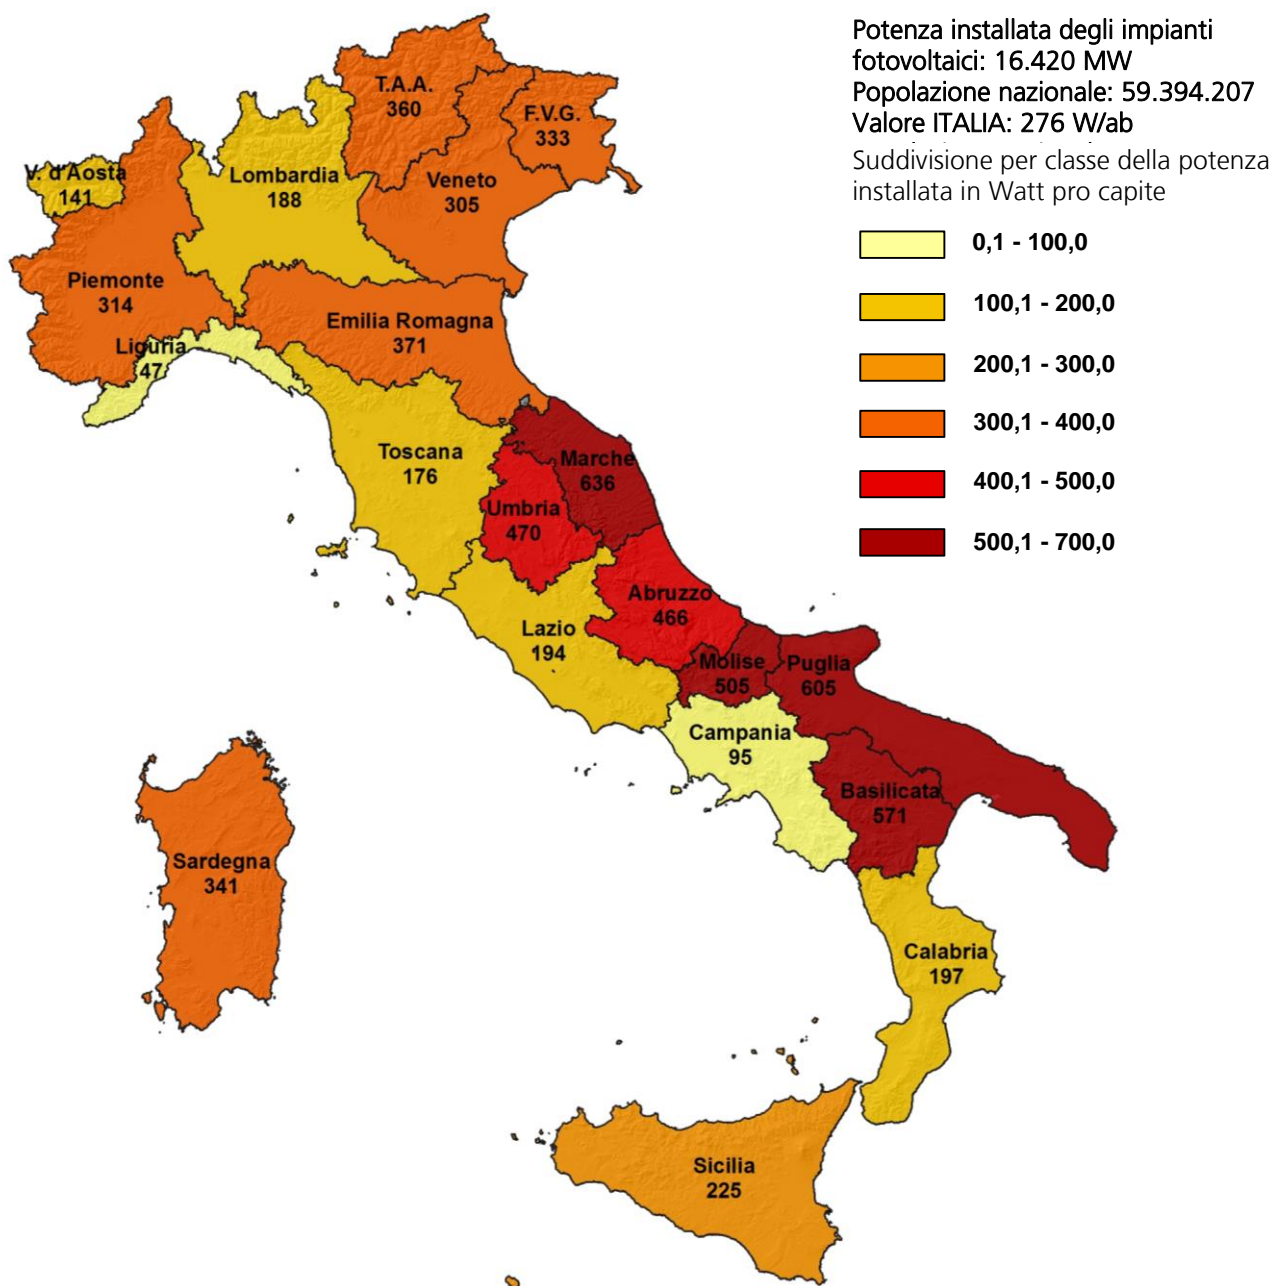 Potenza installata degli impianti
fotovoltaici: 16.420 MW
Popolazione nazionale: 59.394.207
Valore ITALIA: 276 W/ab
Suddivisione per classe della potenza
installata in Watt pro capite
0,1 - 100,0
100,1 - 200,0
200,1 - 300,0
300,1 - 400,0
400,1 - 500,0
500,1 - 700,0
T.A.A.
360
F.V.G.
333
V. d'Aosta
141
Lombardia
188
Veneto
305
Piemonte
314
Emilia Romagna
371
Liguria
47
Toscana
176
Marche
636
Umbria
470
Abruzzo
466
Lazio
194
Molise
505
Puglia
605
Campania
95
Basilicata
571
Sardegna
341
Calabria
197
Sicilia
225